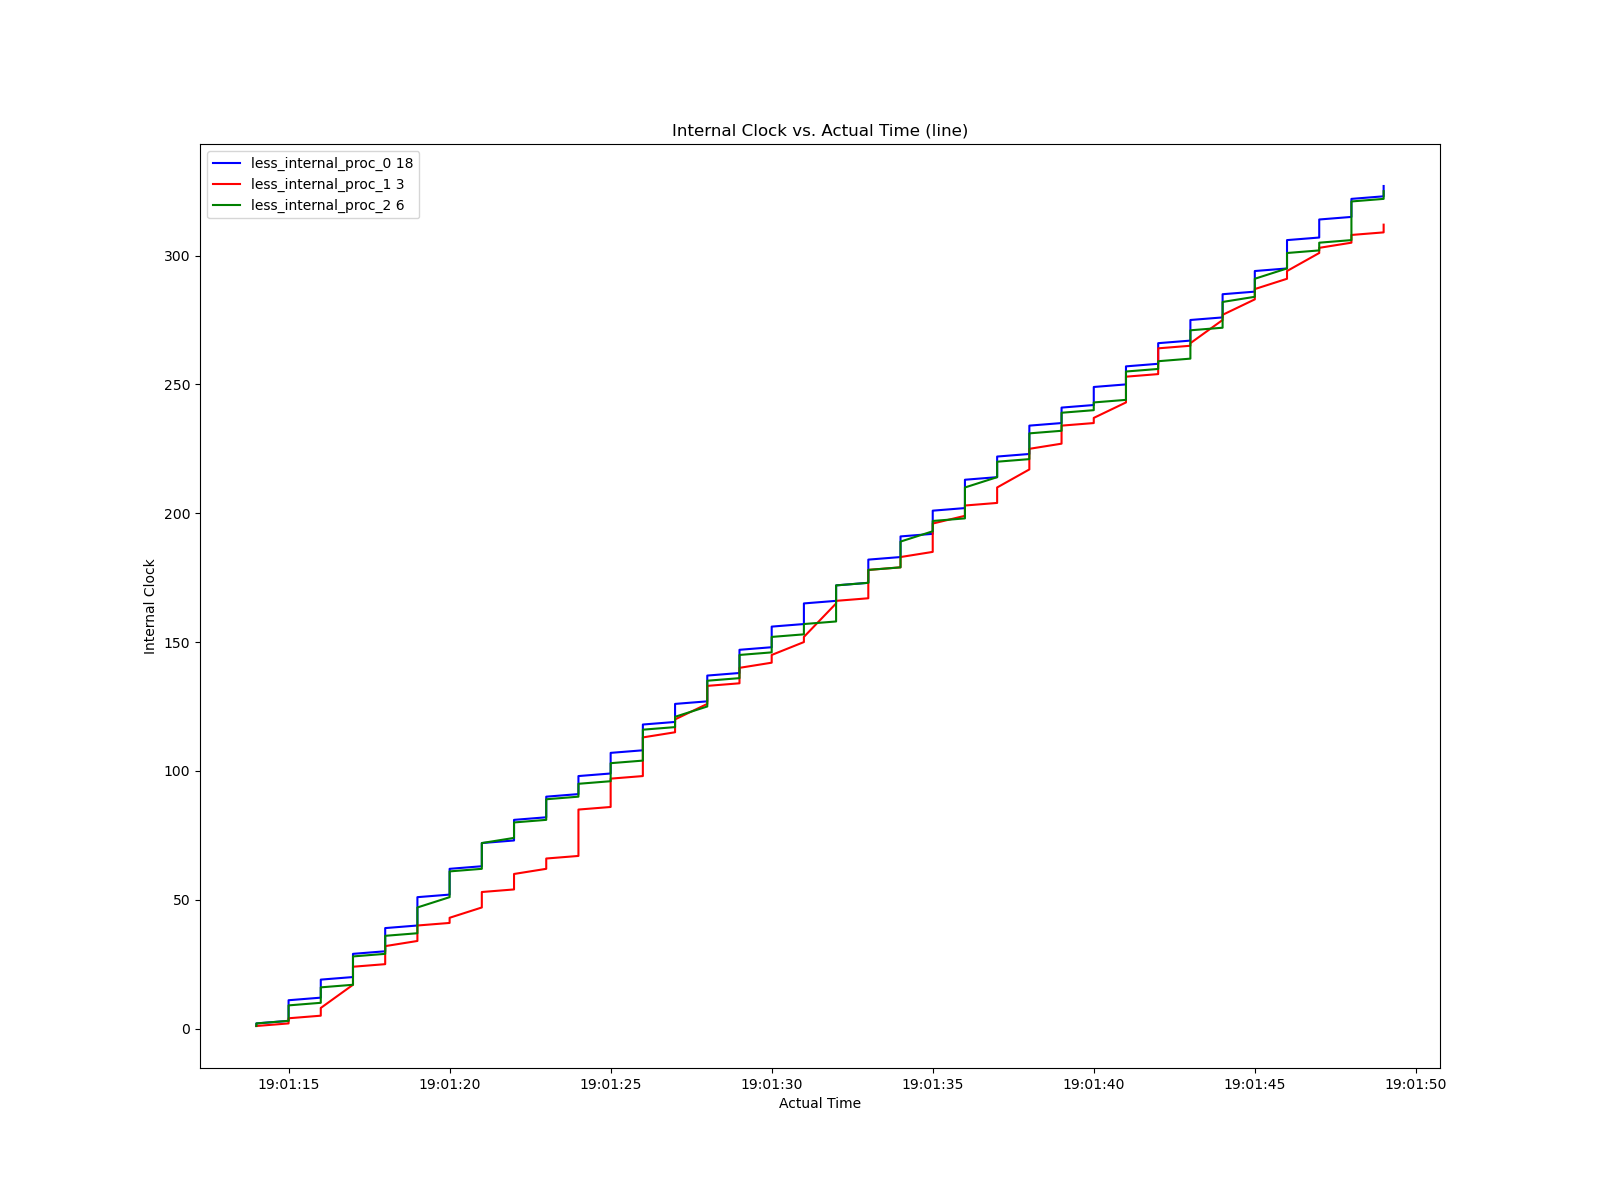 Internal Clock vs. Actual Time (line)
less_internal_proc_0 18
less_internal_proc_1 3
less_internal_proc_2 6
Internal Clock
300
250
200
150
100
50
0
19:01:15 19:01:20 19:01:25 19:01:30 19:01:35 19:01:40 19:01:45 19:01:50
Actual Time